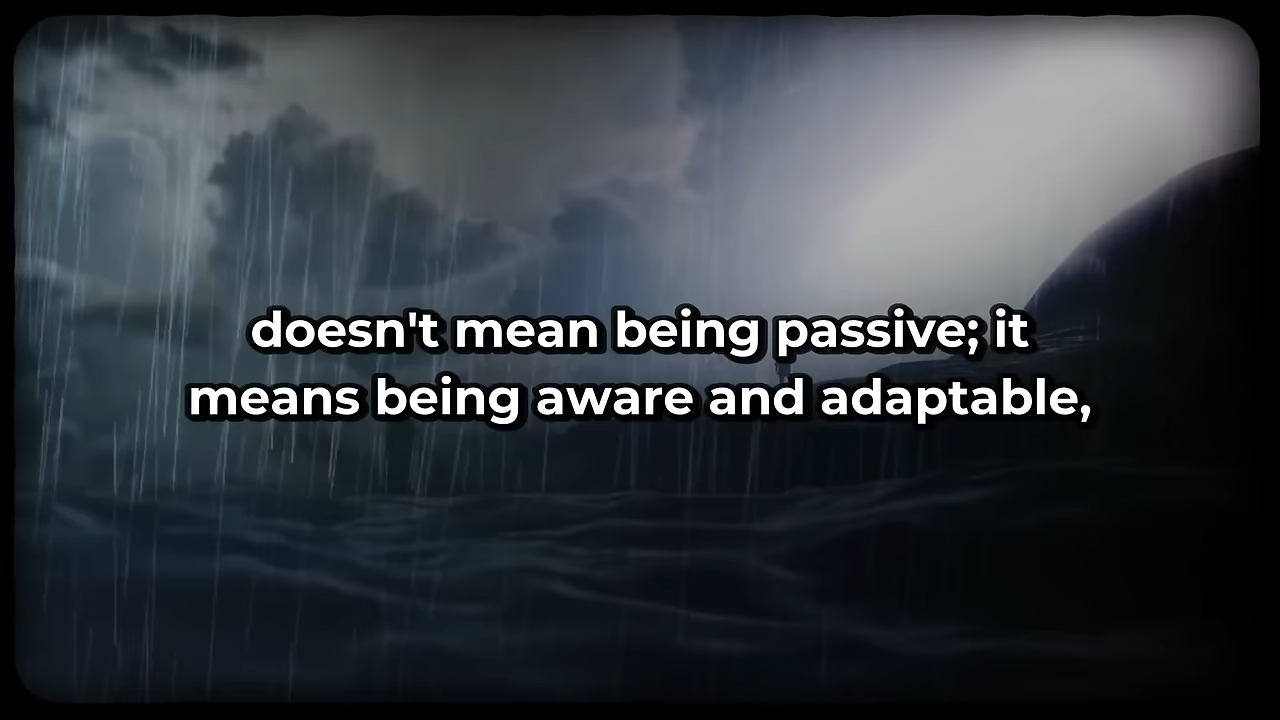 doesn't mean being passive; it
means being aware and adaptable,